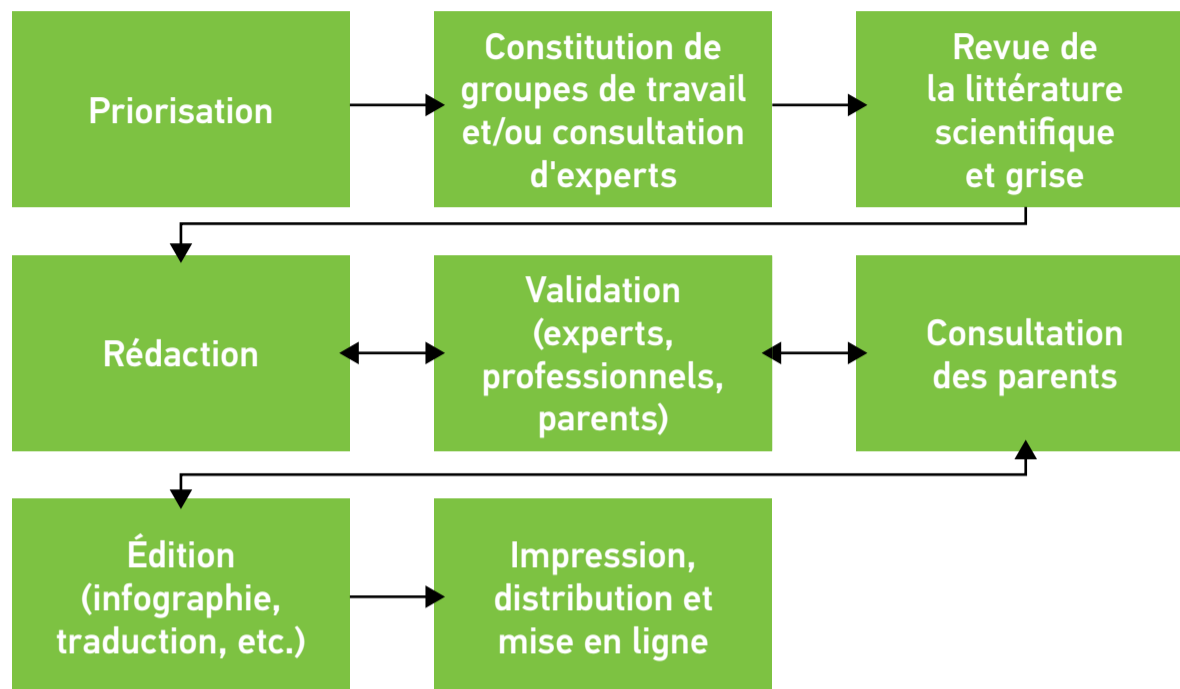 Priorisation
Constitution de
groupes de travail
et/ou consultation
d'experts
Revue de
la littérature
scientifique
et grise
Rédaction
Validation
(experts,
professionnels,
parents)
Consultation
des parents
Édition
(infographie,
traduction, etc.)
Impression,
distribution et
mise en ligne